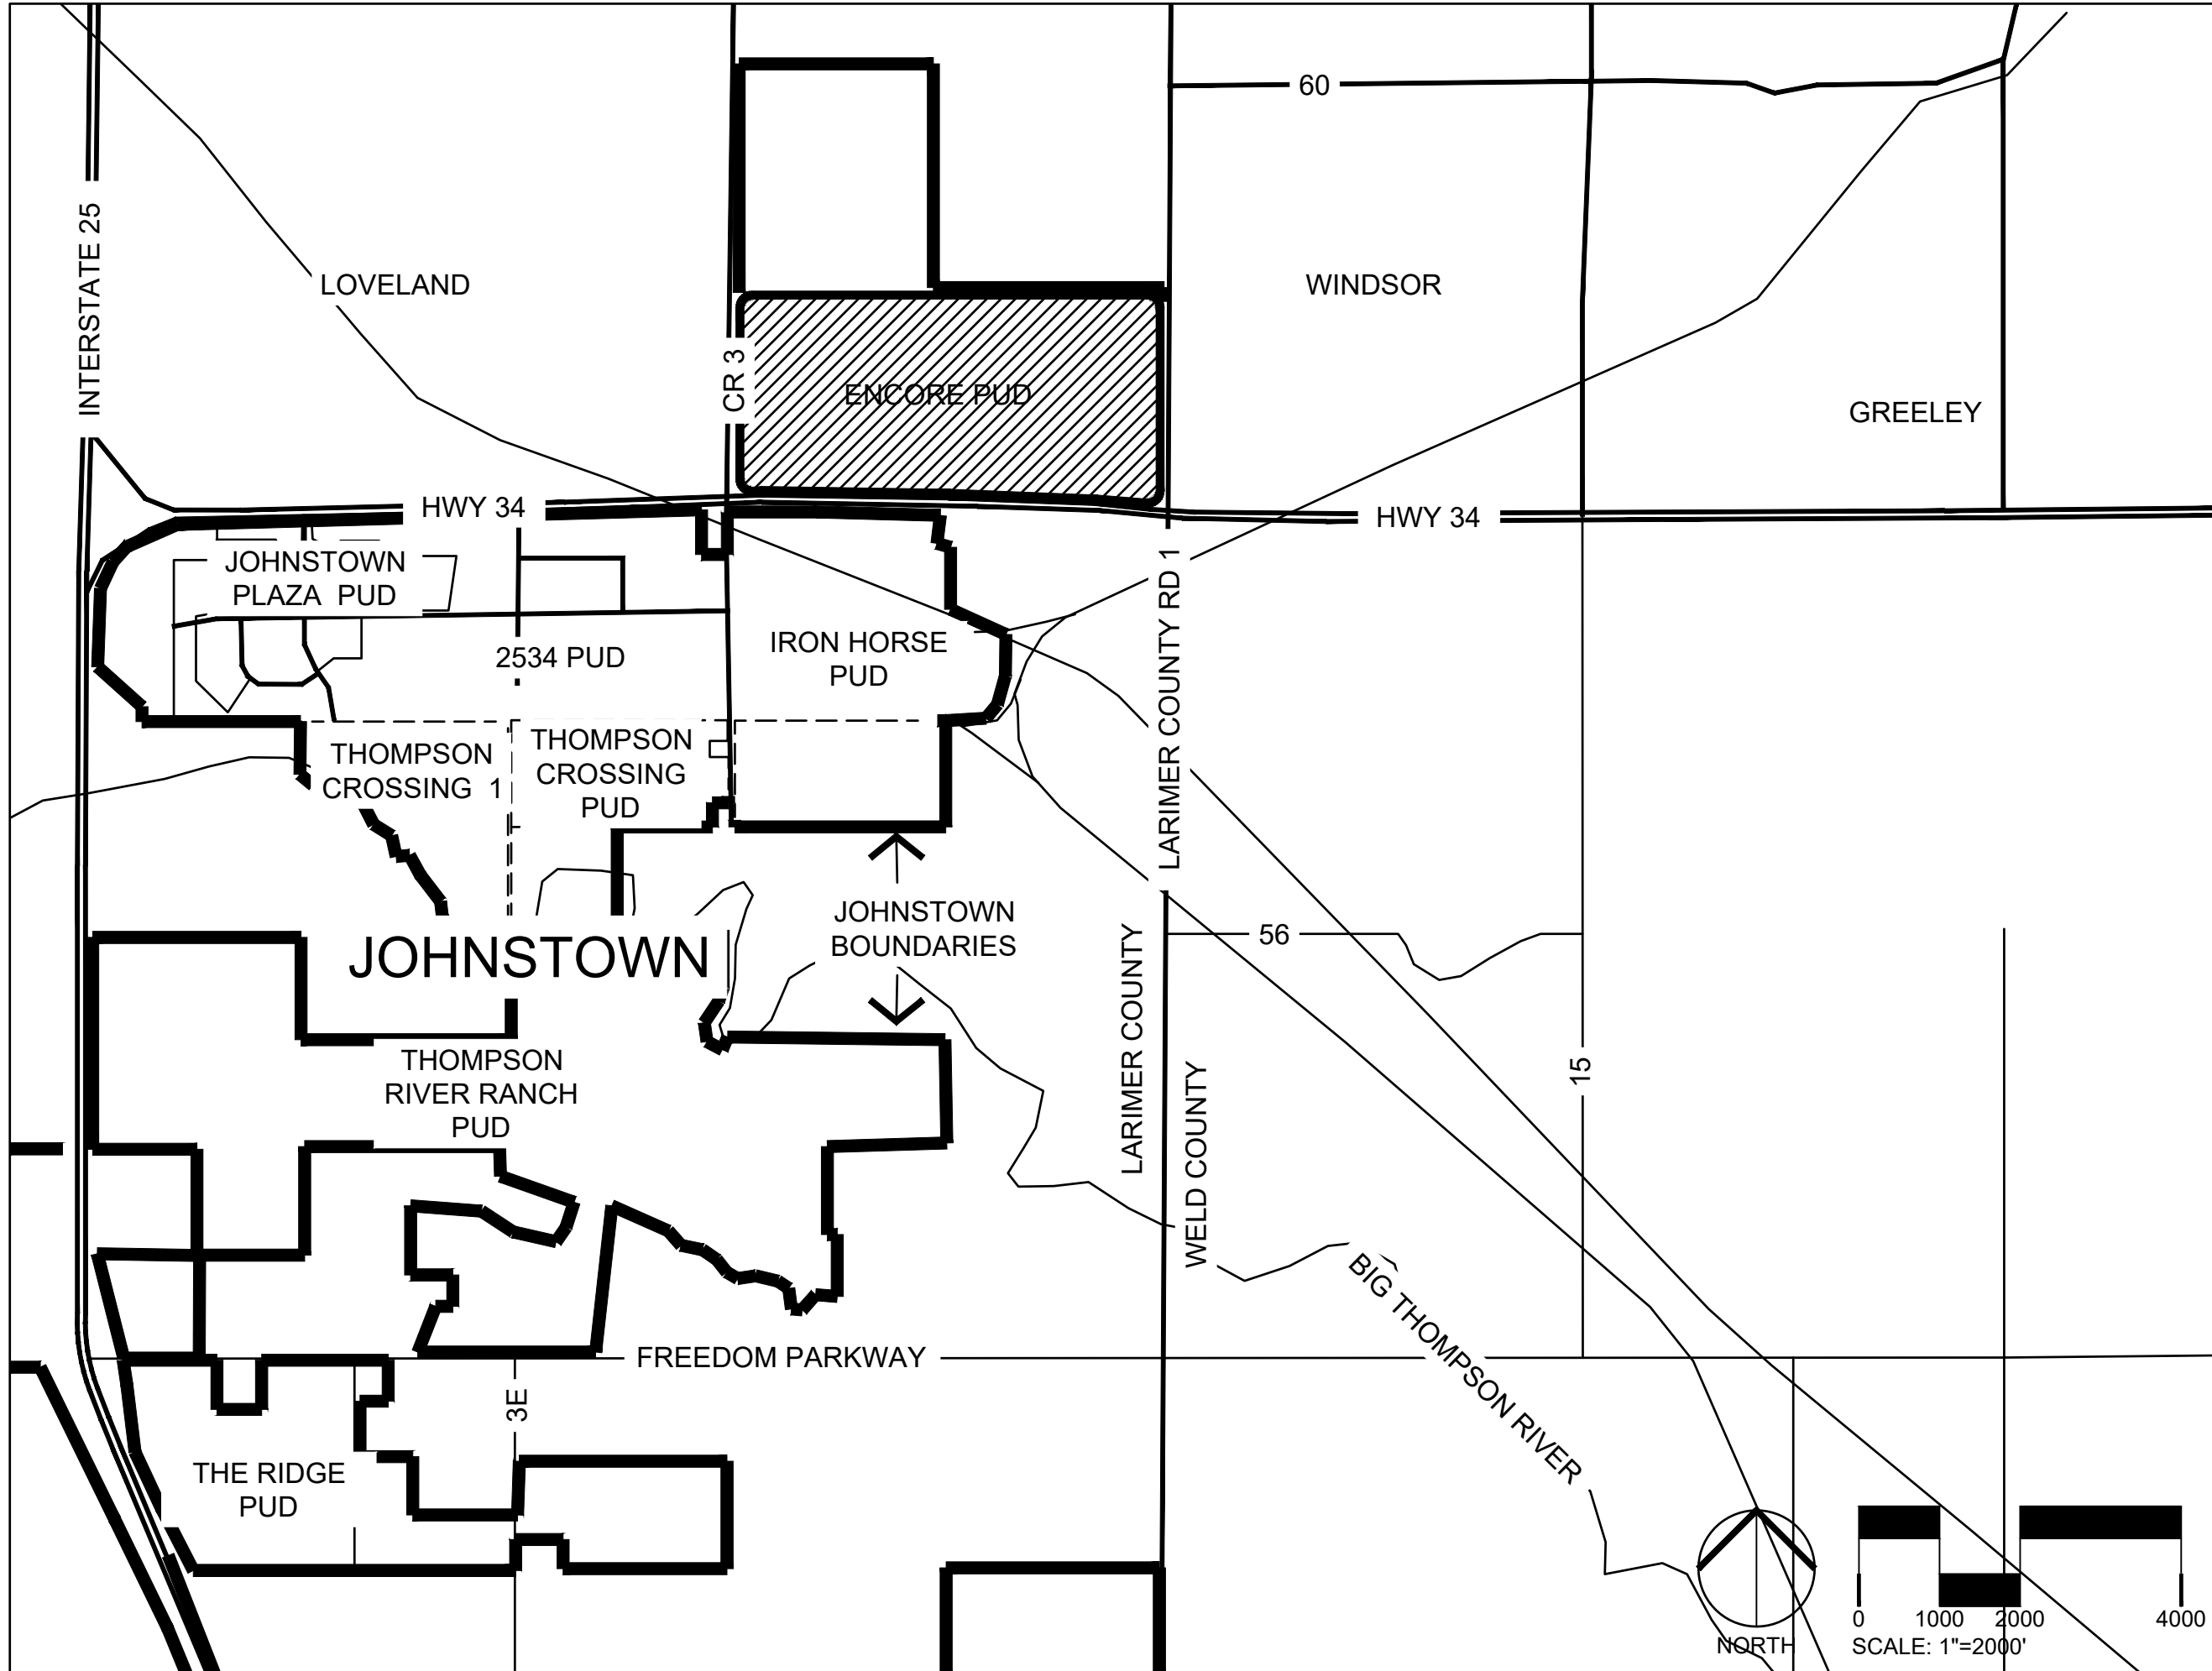 60
INTERSTATE 25
LOVELAND
WINDSOR
CR 3
ENCORE PUD
GREELEY
HWY 34
HWY 34
JOHNSTOWN
PLAZA PUD
2534 PUD
IRON HORSE
PUD
LARIMER COUNTY RD 1
THOMPSON
CROSSING 1
THOMPSON
CROSSING
PUD
JOHNSTOWN
BOUNDARIES
JOHNSTOWN
56
LARIMER COUNTY
WELD COUNTY
15
THOMPSON
RIVER RANCH
PUD
BIG THOMPSON RIVER
FREEDOM PARKWAY
3E
THE RIDGE
PUD
NORTH
0 1000 2000 4000
SCALE: 1"=2000'